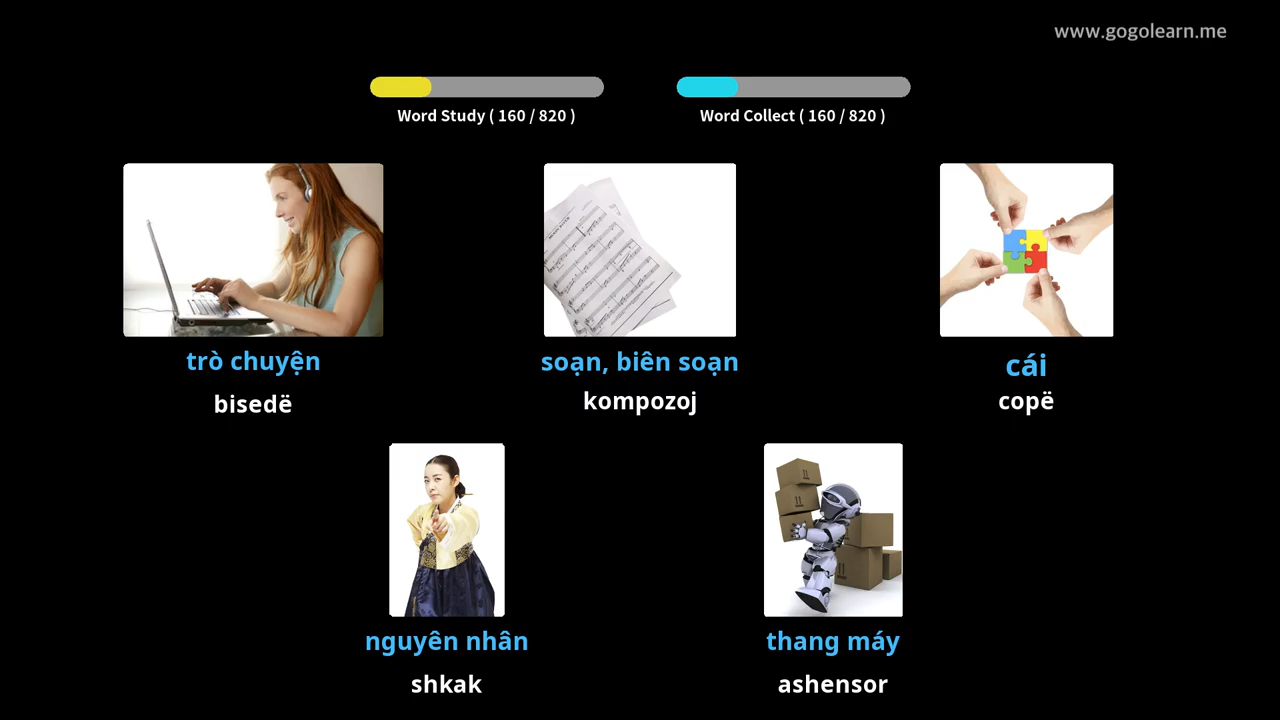 www.gogolearn.me
Word Study ( 160 / 820 )
Word Collect ( 160 / 820 )
trò chuyện
bisedë
soạn, biên soạn
kompozoj
cái
copë
nguyên nhân
shkak
thang máy
ashensor